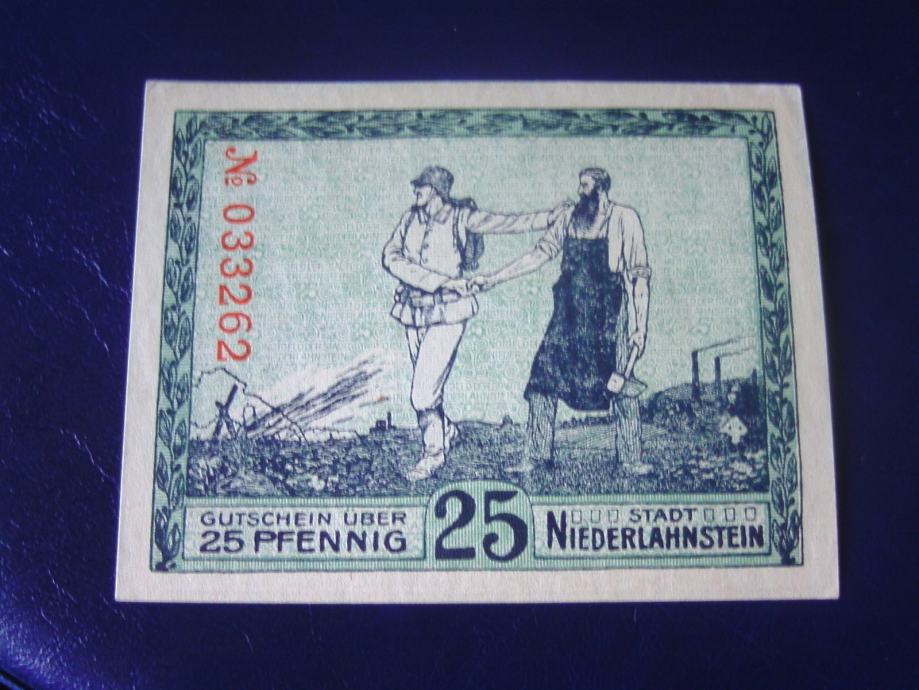 № 033262
GUTSCHEIN ÜBER
25 PFENNIG
25
STADT
NIEDERLAHNSTEIN